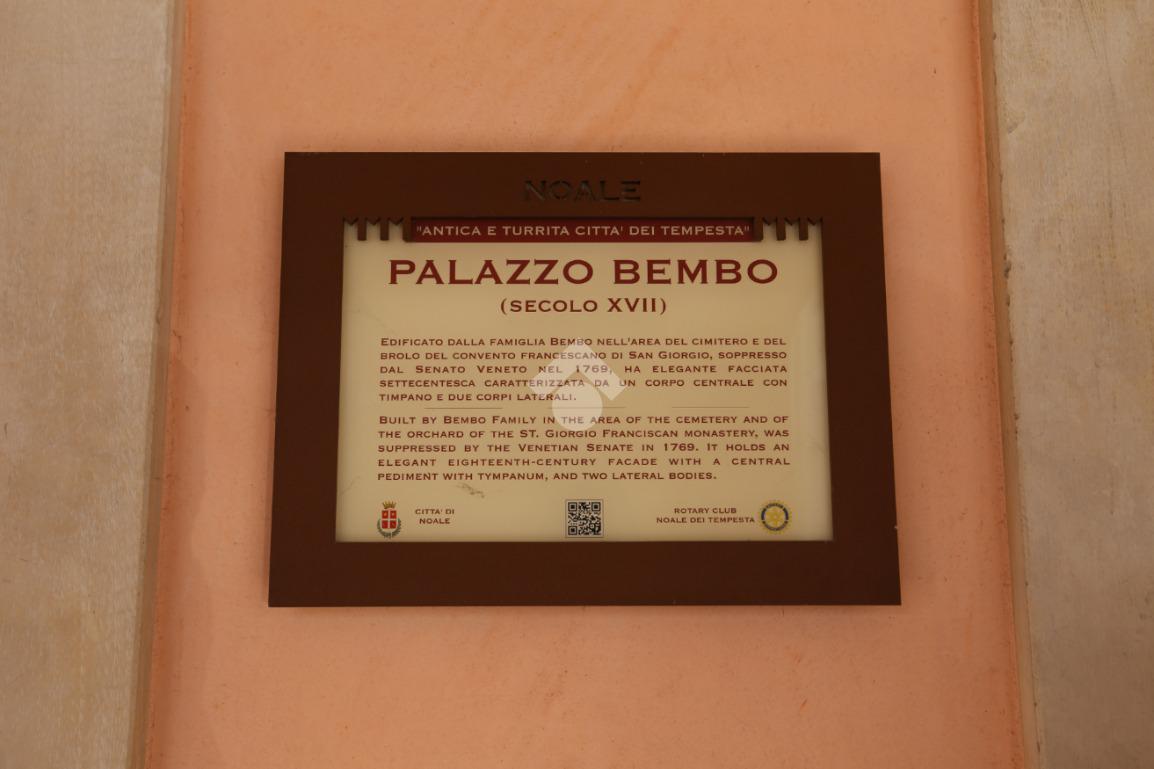 NOALE
"ANTICA E TURRITA CITTA' DEI TEMPESTA"
PALAZZO BEMBO
(SECOLO XVII)
EDIFICATO DALLA FAMIGLIA BEMBO NELL'AREA DEL CIMITERO E DEL
BROLO DEL CONVENTO FRANCESCANO DI SAN GIORGIO, SOPPRESSO
DAL SENATO VENETO NEL 1769, HA ELEGANTE FACCIATA
SETTECENTESCA CARATTERIZZATA DA UN CORPO CENTRALE CON
TIMPANO E DUE CORPI LATERALI.
BUILT BY BEMBO FAMILY IN THE AREA OF THE CEMETERY AND OF
THE ORCHARD OF THE ST. GIORGIO FRANCISCAN MONASTERY, WAS
SUPPRESSED BY THE VENETIAN SENATE IN 1769. IT HOLDS AN
ELEGANT EIGHTEENTH-CENTURY FACADE WITH A CENTRAL
PEDIMENT WITH TYMPANUM, AND TWO LATERAL BODIES.
CITTA' DI
NOALE
ROTARY CLUB
NOALE DEI TEMPESTA